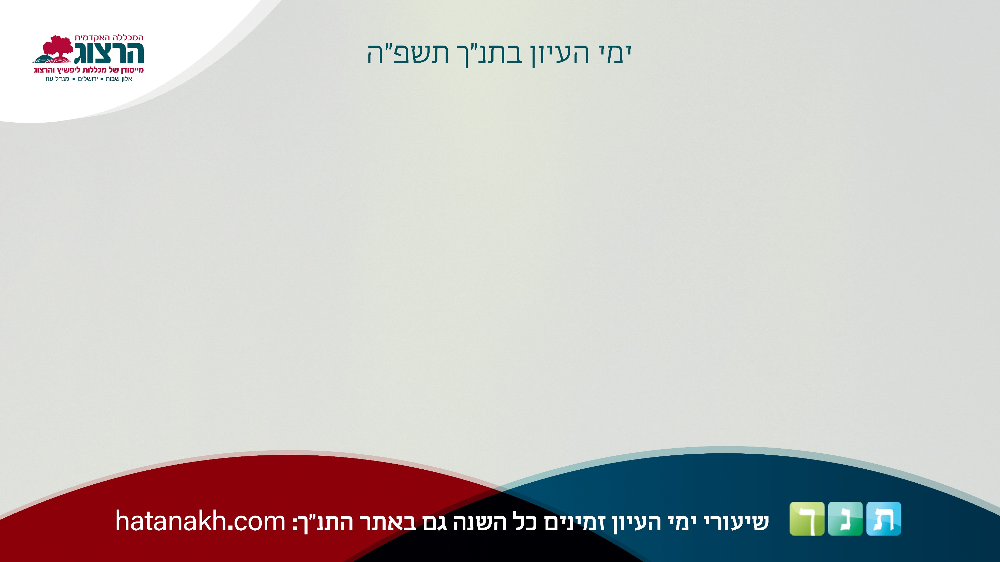 המכללה האקדמית
הרצוג
מייסודן של מכללות ליפשיץ והרצוג
אלון שבות ▪ ירושלים ▪ מגדל עוז
ימי העיון בתנ"ך תשפ"ה
תנך
שיעורי ימי העיון זמינים כל השנה גם באתר התנ"ך: hatanakh.com